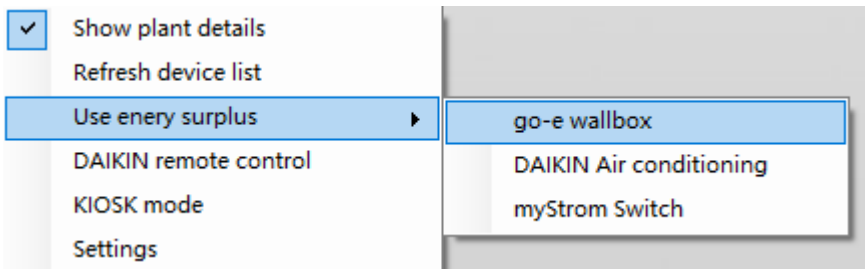 Show plant details
Refresh device list
Use enery surplus
go-e wallbox
DAIKIN remote control
DAIKIN Air conditioning
KIOSK mode
myStrom Switch
Settings